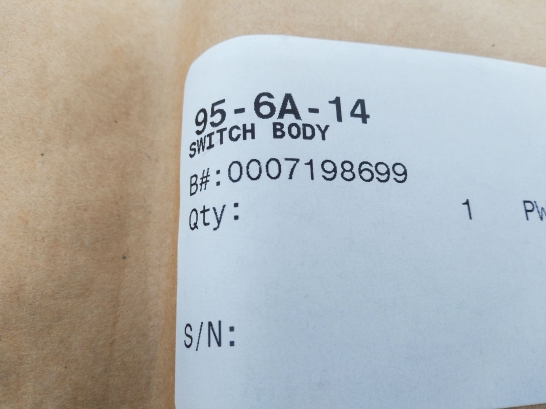 95-6A-14
SWITCH BODY
B#:0007198699
Qty: 1
S/N: